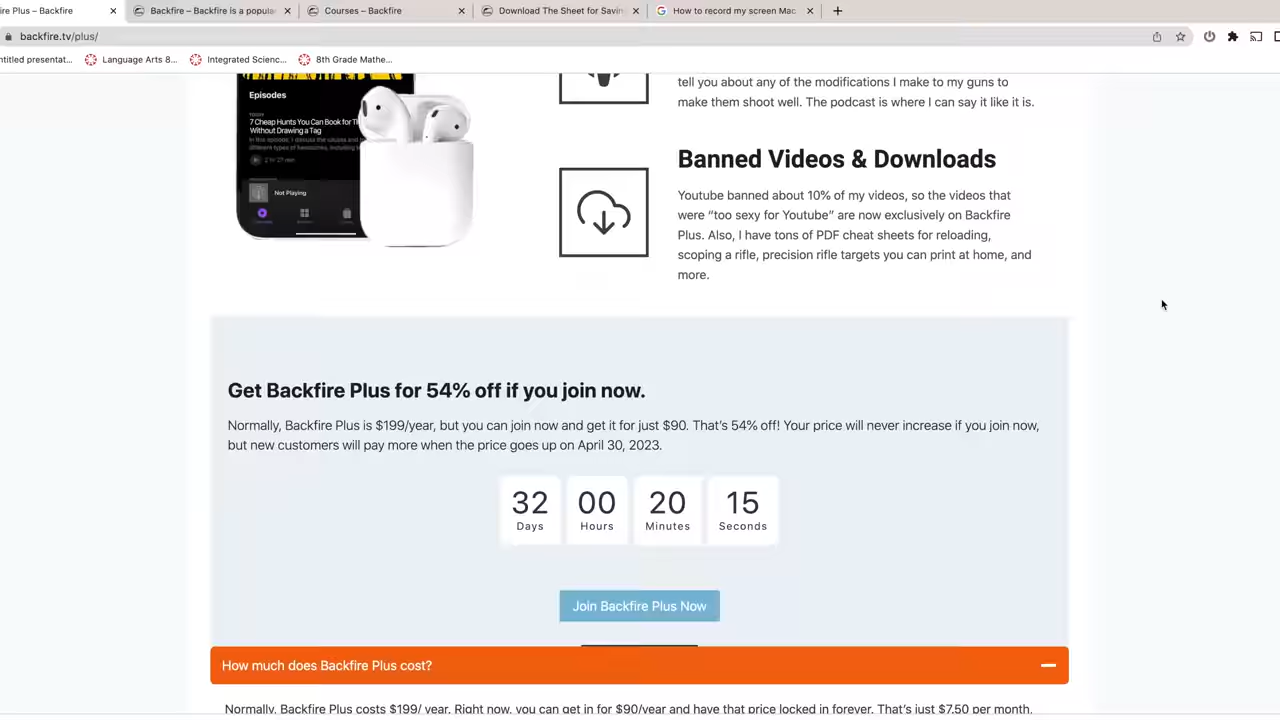 re Plus – Backfire
Backfire – Backfire is a popula
Courses – Backfire
Download The Sheet for Savin
How to record my screen Mac
backfire.tv/plus/
ntitled presentat...
Language Arts 8...
Integrated Scienc...
8th Grade Mathe...
Episodes
TODAY
7 Cheap Hunts You Can Book for Th
Without Drawing a Tag
2 hr 27 min
Not Playing
tell you about any of the modifications I make to my guns to
make them shoot well. The podcast is where I can say it like it is.
Banned Videos & Downloads
Youtube banned about 10% of my videos, so the videos that
were “too sexy for Youtube” are now exclusively on Backfire
Plus. Also, I have tons of PDF cheat sheets for reloading,
scoping a rifle, precision rifle targets you can print at home, and
more.
Get Backfire Plus for 54% off if you join now.
Normally, Backfire Plus is $199/year, but you can join now and get it for just $90. That’s 54% off! Your price will never increase if you join now,
but new customers will pay more when the price goes up on April 30, 2023.
32 00 20 15
Days Hours Minutes Seconds
Join Backfire Plus Now
How much does Backfire Plus cost?
Normally, Backfire Plus costs $199/ year. Right now, you can get in for $90/year and have that price locked in forever. That’s just $7.50 per month.